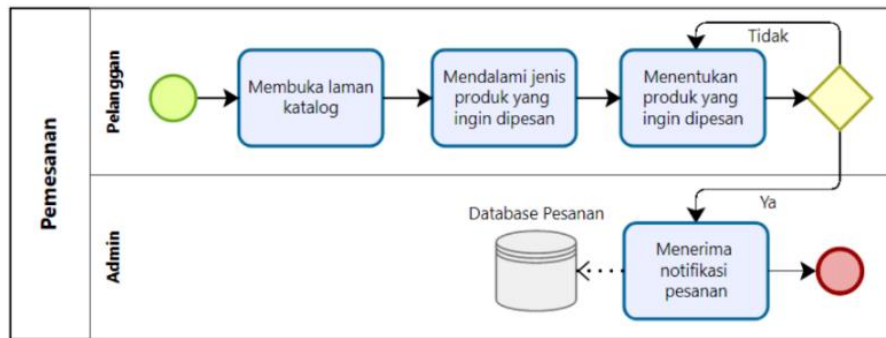 Pemesanan
Pelanggan
Membuka laman
katalog
Mendalami jenis
produk yang
ingin dipesan
Menentukan
produk yang
ingin dipesan
Tidak
Ya
Admin
Database Pesanan
Menerima
notifikasi
pesanan